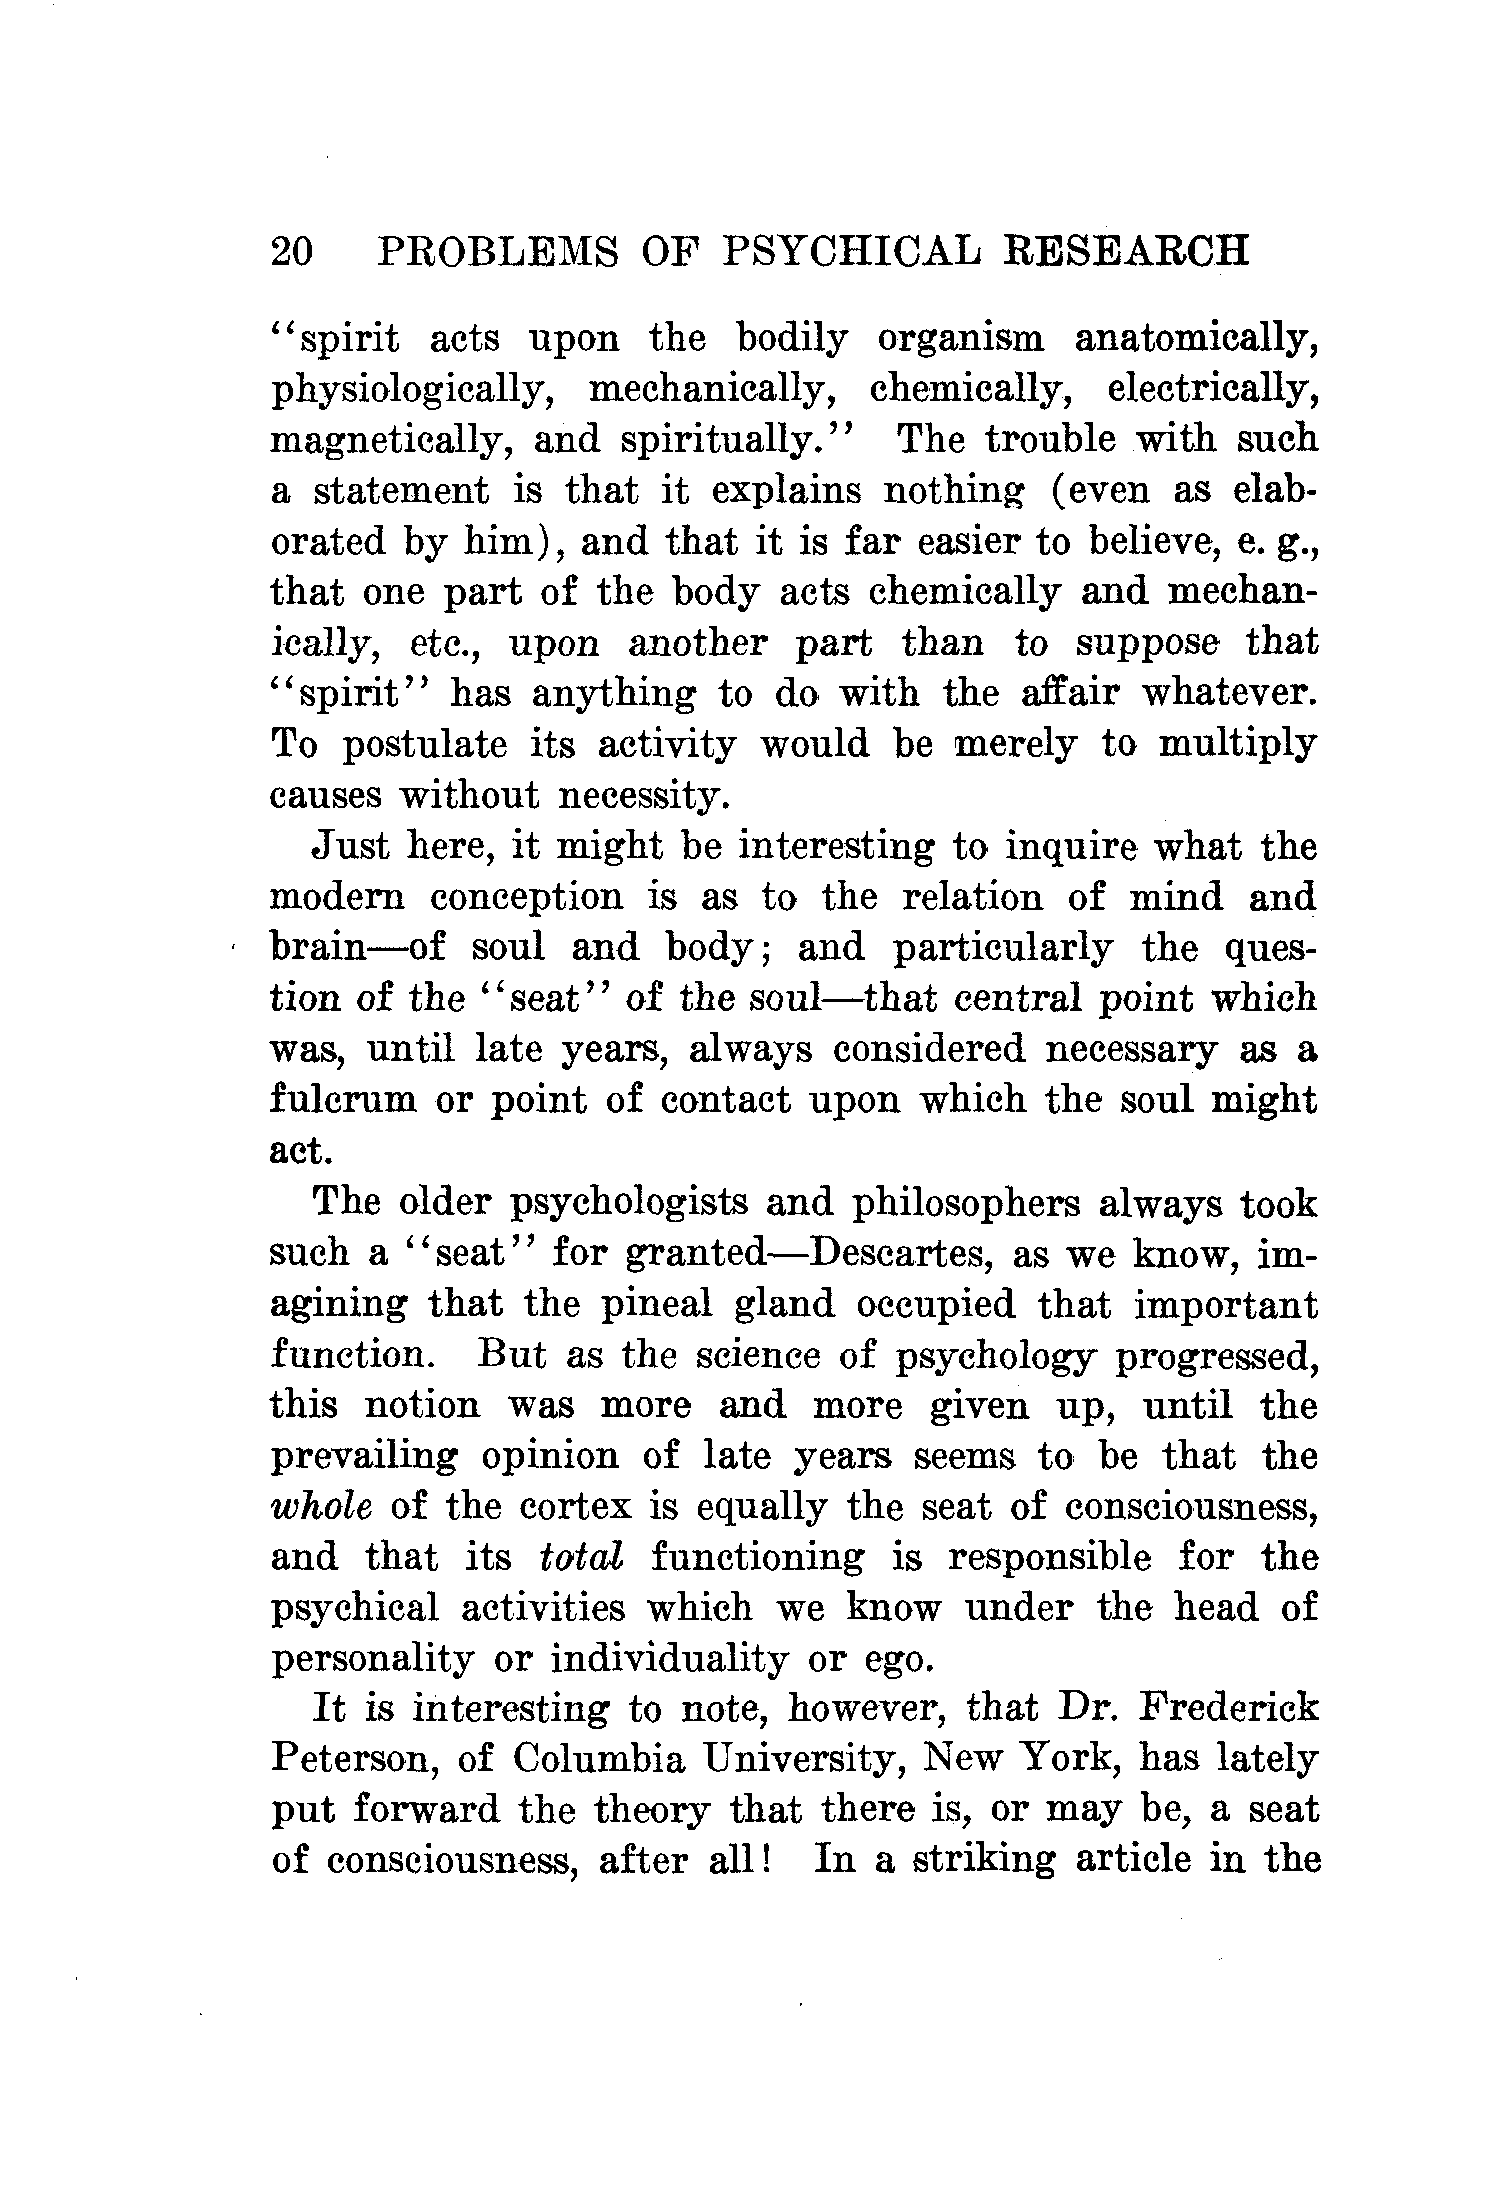 20 PROBLEMS OF PSYCHICAL RESEARCH
‘‘spirit acts upon the bodily organism anatomically,
physiologically, mechanically, chemically, electrically,
magnetically, and spiritually.’’ The trouble with such
a statement is that it explains nothing (even as elab-
orated by him), and that it is far easier to believe, e. g.,
that one part of the body acts chemically and mechan-
ically, etc., upon another part than to suppose that
‘‘spirit’’ has anything to do with the affair whatever.
To postulate its activity would be merely to multiply
causes without necessity.
Just here, it might be interesting to inquire what the
modern conception is as to the relation of mind and
brain—of soul and body; and particularly the ques-
tion of the ‘‘seat’’ of the soul—that central point which
was, until late years, always considered necessary as a
fulcrum or point of contact upon which the soul might
act.
The older psychologists and philosophers always took
such a ‘‘seat’’ for granted—Descartes, as we know, im-
agining that the pineal gland occupied that important
function. But as the science of psychology progressed,
this notion was more and more given up, until the
prevailing opinion of late years seems to be that the
whole of the cortex is equally the seat of consciousness,
and that its total functioning is responsible for the
psychical activities which we know under the head of
personality or individuality or ego.
It is interesting to note, however, that Dr. Frederick
Peterson, of Columbia University, New York, has lately
put forward the theory that there is, or may be, a seat
of consciousness, after all! In a striking article in the